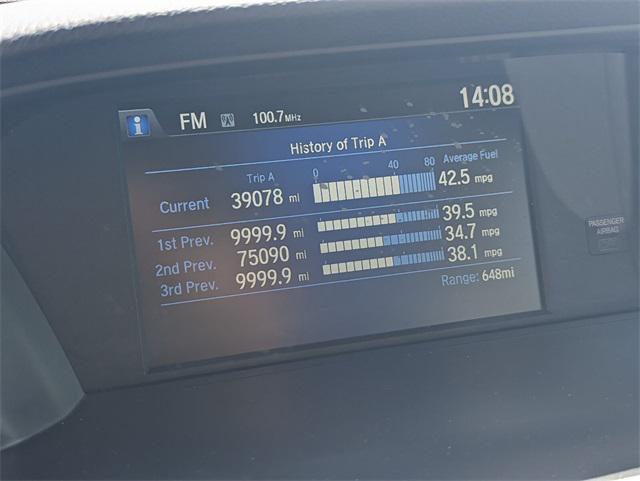 14:08
i FM 100.7MHz
History of Trip A
Trip A 0 40 80 Average Fuel
Current 39078 mi 42.5 mpg
1st Prev. 9999.9 mi 39.5 mpg
2nd Prev. 75090 mi 34.7 mpg
3rd Prev. 9999.9 mi 38.1 mpg
Range: 648mi
PASSENGER
AIRBAG